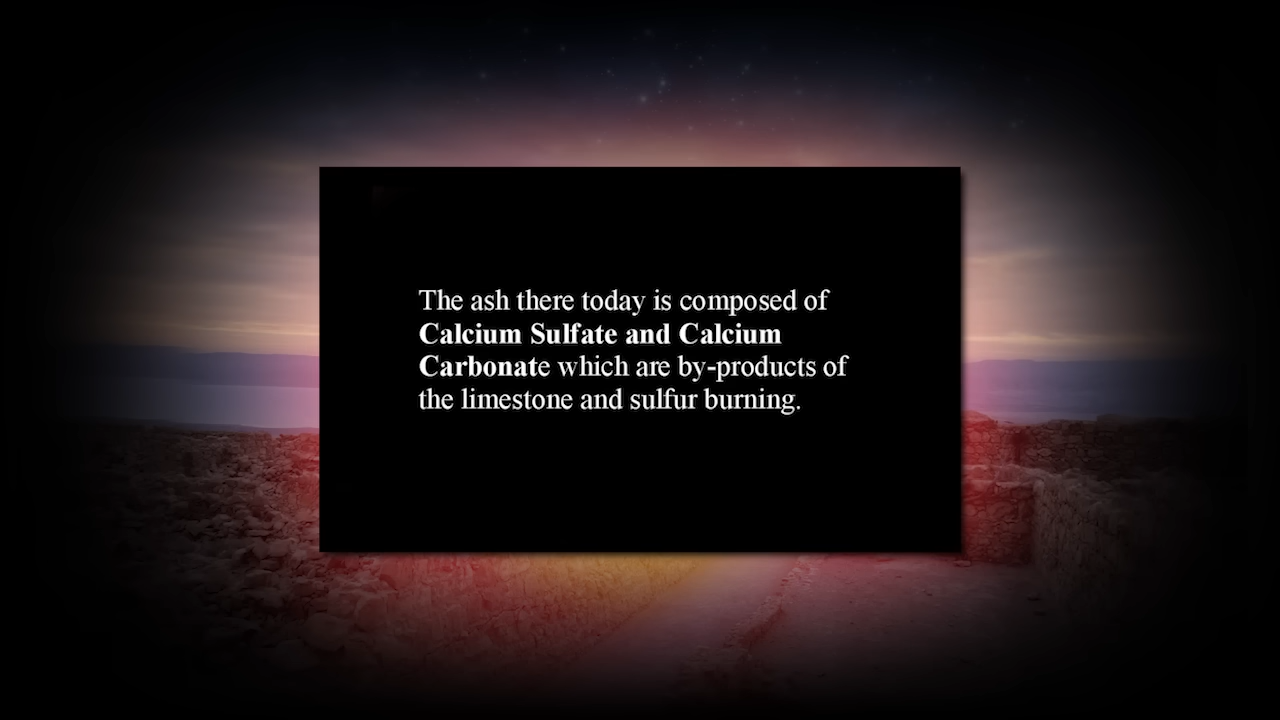 The ash there today is composed of
Calcium Sulfate and Calcium
Carbonate which are by-products of
the limestone and sulfur burning.